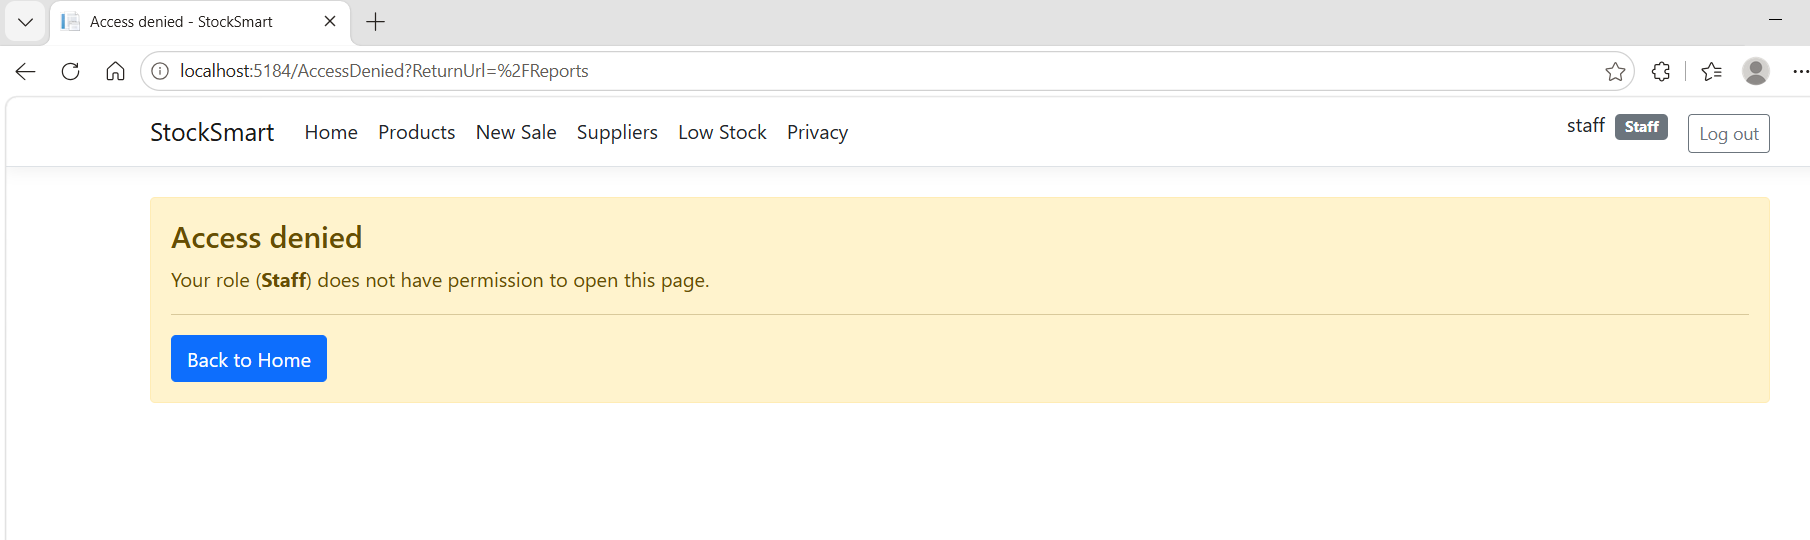 Access denied - StockSmart
localhost:5184/AccessDenied?ReturnUrl=%2FReports
StockSmart Home Products New Sale Suppliers Low Stock Privacy staff Staff Log out
Access denied
Your role (Staff) does not have permission to open this page.
Back to Home